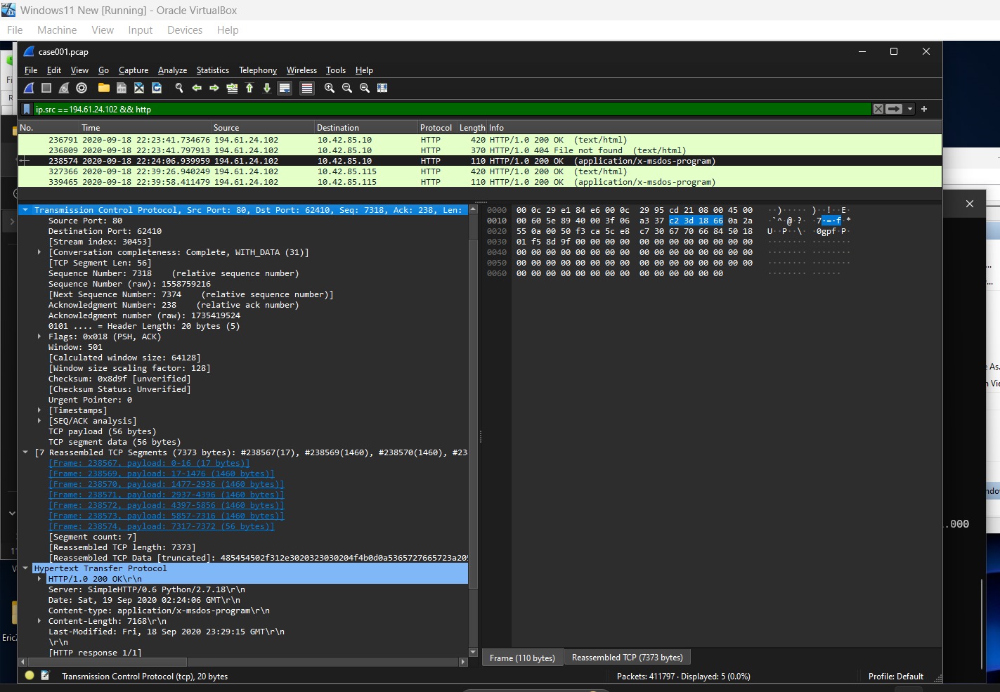 Windows11 New [Running] - Oracle VirtualBox
File Machine View Input Devices Help
case001.pcap
File Edit View Go Capture Analyze Statistics Telephony Wireless Tools Help
ip.src ==194.61.24.102 && http
No. Time Source Destination Protocol Length Info
236791 2020-09-18 22:23:41.734676 194.61.24.102 10.42.85.10 HTTP 420 HTTP/1.0 200 OK (text/html)
236809 2020-09-18 22:23:41.797913 194.61.24.102 10.42.85.10 HTTP 370 HTTP/1.0 404 File not found (text/html)
238574 2020-09-18 22:24:06.939959 194.61.24.102 10.42.85.10 HTTP 110 HTTP/1.0 200 OK (application/x-msdos-program)
327366 2020-09-18 22:39:26.940249 194.61.24.102 10.42.85.115 HTTP 420 HTTP/1.0 200 OK (text/html)
339465 2020-09-18 22:39:58.411479 194.61.24.102 10.42.85.115 HTTP 110 HTTP/1.0 200 OK (application/x-msdos-program)
Transmission Control Protocol, Src Port: 80, Dst Port: 62410, Seq: 7318, Ack: 238, Len:
Source Port: 80
Destination Port: 62410
[Stream index: 30453]
[Conversation completeness: Complete, WITH_DATA (31)]
[TCP Segment Len: 56]
Sequence Number: 7318 (relative sequence number)
Sequence Number (raw): 1558759216
[Next Sequence Number: 7374 (relative sequence number)]
Acknowledgment Number: 238 (relative ack number)
Acknowledgment number (raw): 1735419524
0101 .... = Header Length: 20 bytes (5)
Flags: 0x018 (PSH, ACK)
Window: 501
[Calculated window size: 64128]
[Window size scaling factor: 128]
Checksum: 0x8d9f [unverified]
[Checksum Status: Unverified]
Urgent Pointer: 0
[Timestamps]
[SEQ/ACK analysis]
TCP payload (56 bytes)
TCP segment data (56 bytes)
[7 Reassembled TCP Segments (7373 bytes): #238567(17), #238569(1460), #238570(1460), #23
[Frame: 238567, payload: 0-16 (17 bytes)]
[Frame: 238569, payload: 17-1476 (1460 bytes)]
[Frame: 238570, payload: 1477-2936 (1460 bytes)]
[Frame: 238571, payload: 2937-4396 (1460 bytes)]
[Frame: 238572, payload: 4397-5856 (1460 bytes)]
[Frame: 238573, payload: 5857-7316 (1460 bytes)]
[Frame: 238574, payload: 7317-7372 (56 bytes)]
[Segment count: 7]
[Reassembled TCP length: 7373]
[Reassembled TCP Data [truncated]: 485454502f312e3020323030204f4b0d0a5365727665723a205
Hypertext Transfer Protocol
HTTP/1.0 200 OK\r\n
Server: SimpleHTTP/0.6 Python/2.7.18\r\n
Date: Sat, 19 Sep 2020 02:24:06 GMT\r\n
Content-type: application/x-msdos-program\r\n
Content-Length: 7168\r\n
Last-Modified: Fri, 18 Sep 2020 23:29:15 GMT\r\n
\r\n
[HTTP response 1/1]
0000 00 0c 29 e1 84 e6 00 0c 29 95 cd 21 08 00 45 00 ··)····· )··!··E·
0010 00 60 5e 89 40 00 3f 06 a3 37 c2 3d 18 66 0a 2a ·`^·@·?· ·7·=·f·*
0020 55 0a 00 50 f3 ca 5c e8 c7 30 67 70 66 84 50 18 U··P··\· ·0gpf·P·
0030 01 f5 8d 9f 00 00 00 00 00 00 00 00 00 00 00 00 ········ ········
0040 00 00 00 00 00 00 00 00 00 00 00 00 00 00 00 00 ········ ········
0050 00 00 00 00 00 00 00 00 00 00 00 00 00 00 00 00 ········ ········
0060 00 00 00 00 00 00 00 00 00 00 00 00 00 00 ········ ······
Frame (110 bytes) Reassembled TCP (7373 bytes)
Transmission Control Protocol (tcp), 20 bytes
Packets: 411797 · Displayed: 5 (0.0%)
Profile: Default
e As.
n Vie
ndo
.000
Eric